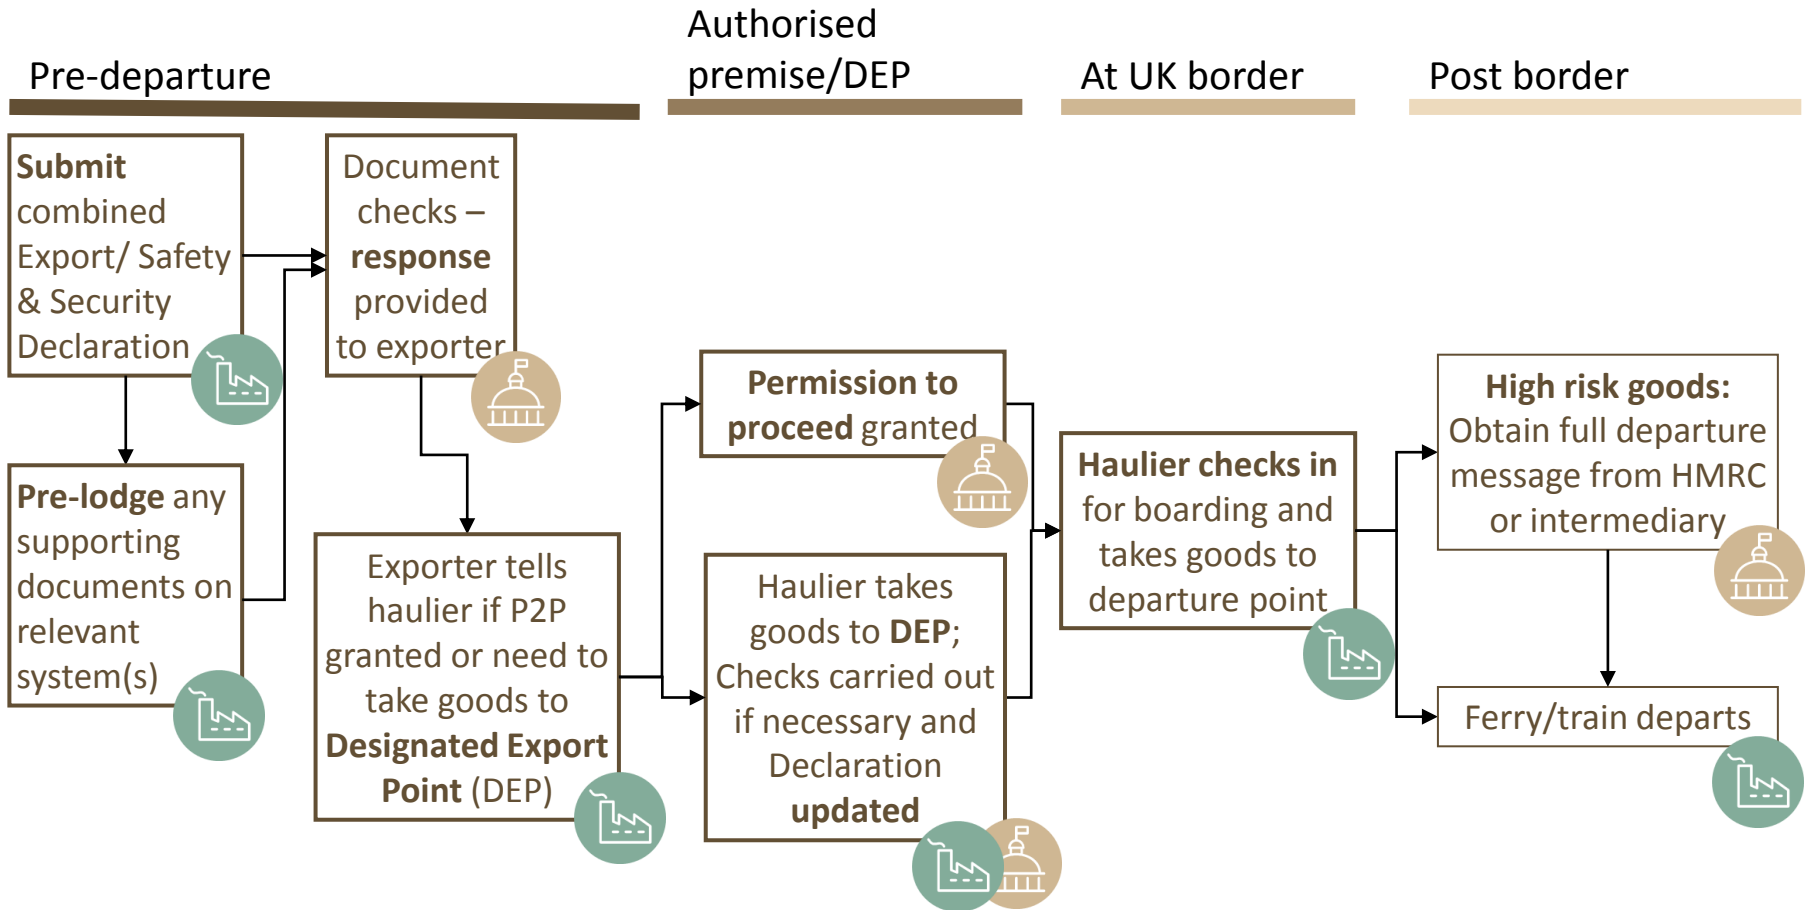 Pre-departure
Authorised
premise/DEP
At UK border
Post border
Submit
combined
Export/ Safety
& Security
Declaration
Pre-lodge any
supporting
documents on
relevant
system(s)
Document
checks –
response
provided
to exporter
Exporter tells
haulier if P2P
granted or need to
take goods to
Designated Export
Point (DEP)
Permission to
proceed granted
Haulier takes
goods to DEP;
Checks carried out
if necessary and
Declaration
updated
Haulier checks in
for boarding and
takes goods to
departure point
High risk goods:
Obtain full departure
message from HMRC
or intermediary
Ferry/train departs